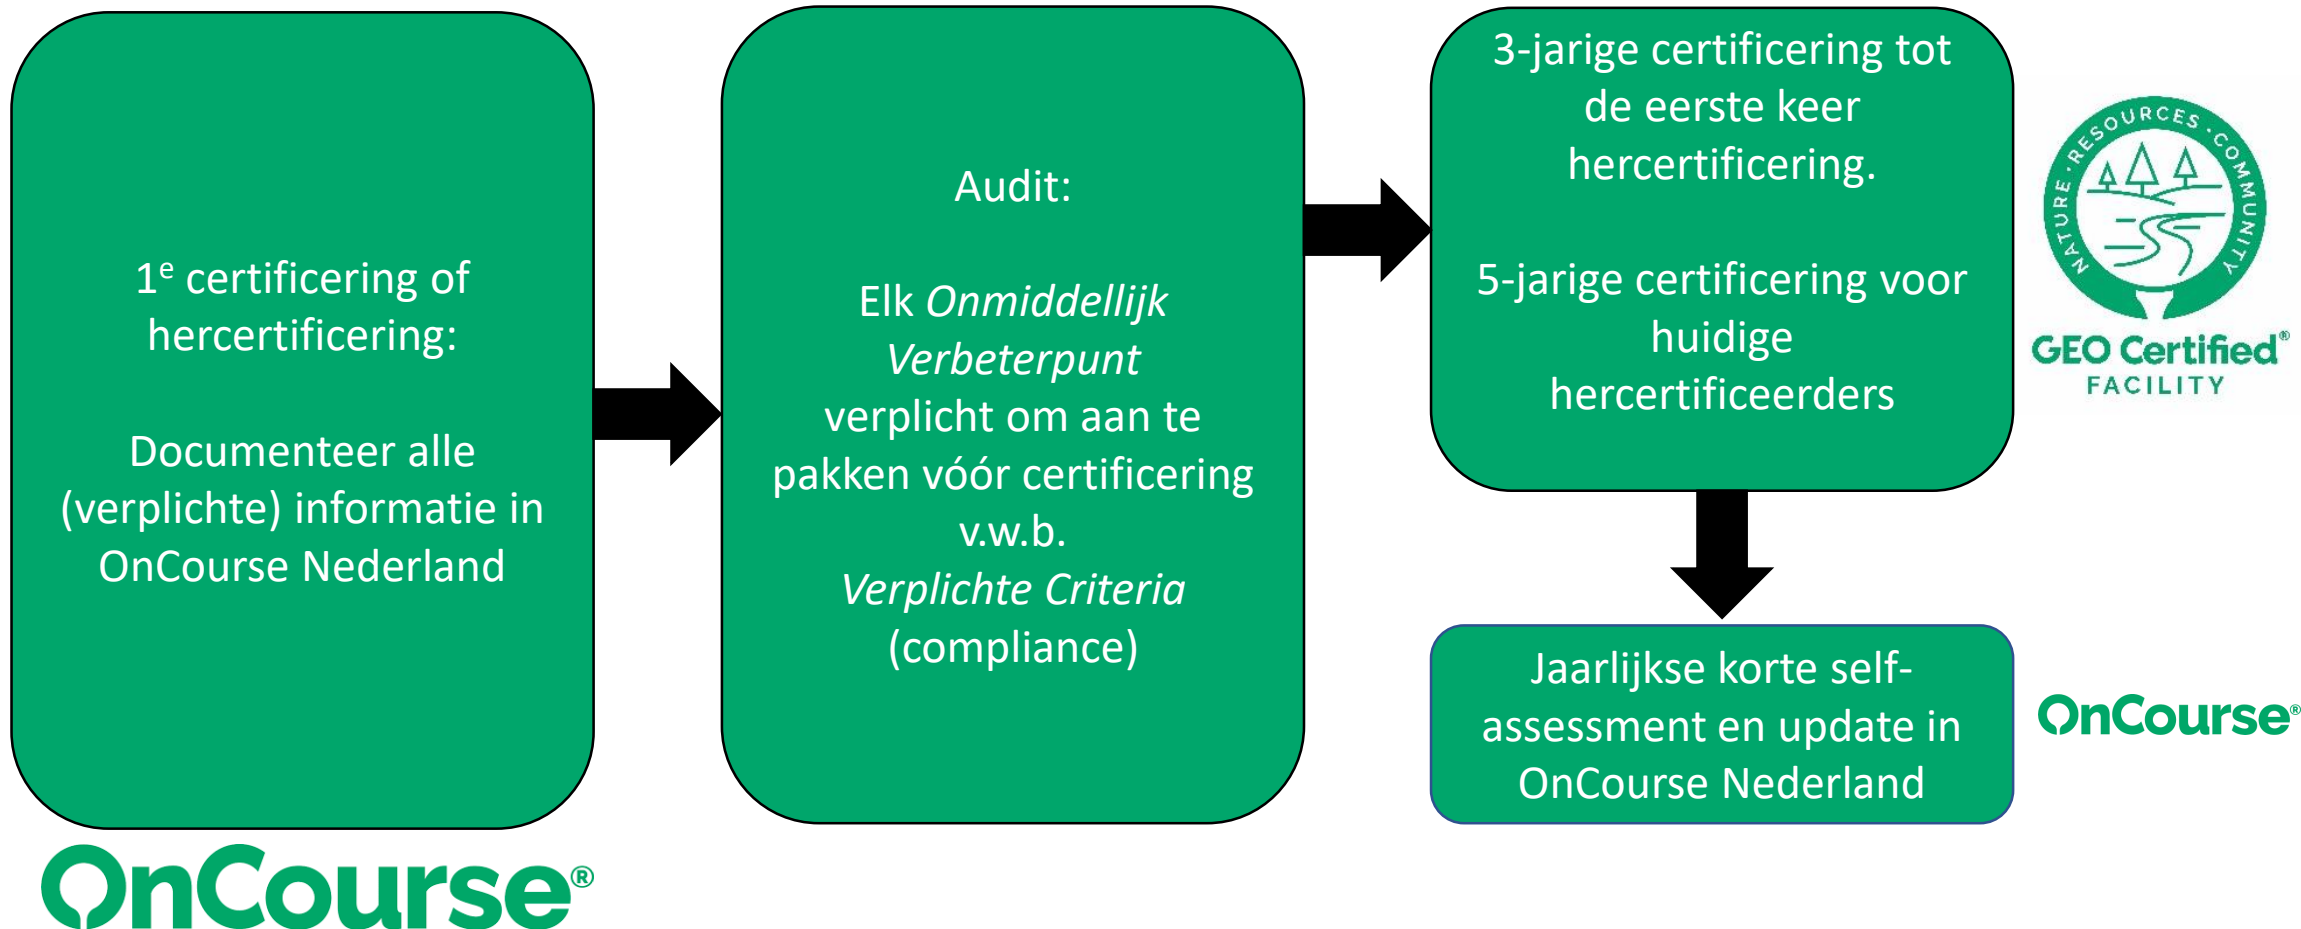 1e certificering of
hercertificering:
Documenteer alle
(verplichte) informatie in
OnCourse Nederland
OnCourse®
Audit:
Elk Onmiddellijk
Verbeterpunt
verplicht om aan te
pakken vóór certificering
v.w.b.
Verplichte Criteria
(compliance)
3-jarige certificering tot
de eerste keer
hercertificering.
5-jarige certificering voor
huidige
hercertificeerders
NATURE · RESOURCES · COMMUNITY
GEO Certified®
FACILITY
Jaarlijkse korte self-
assessment en update in
OnCourse Nederland
OnCourse®